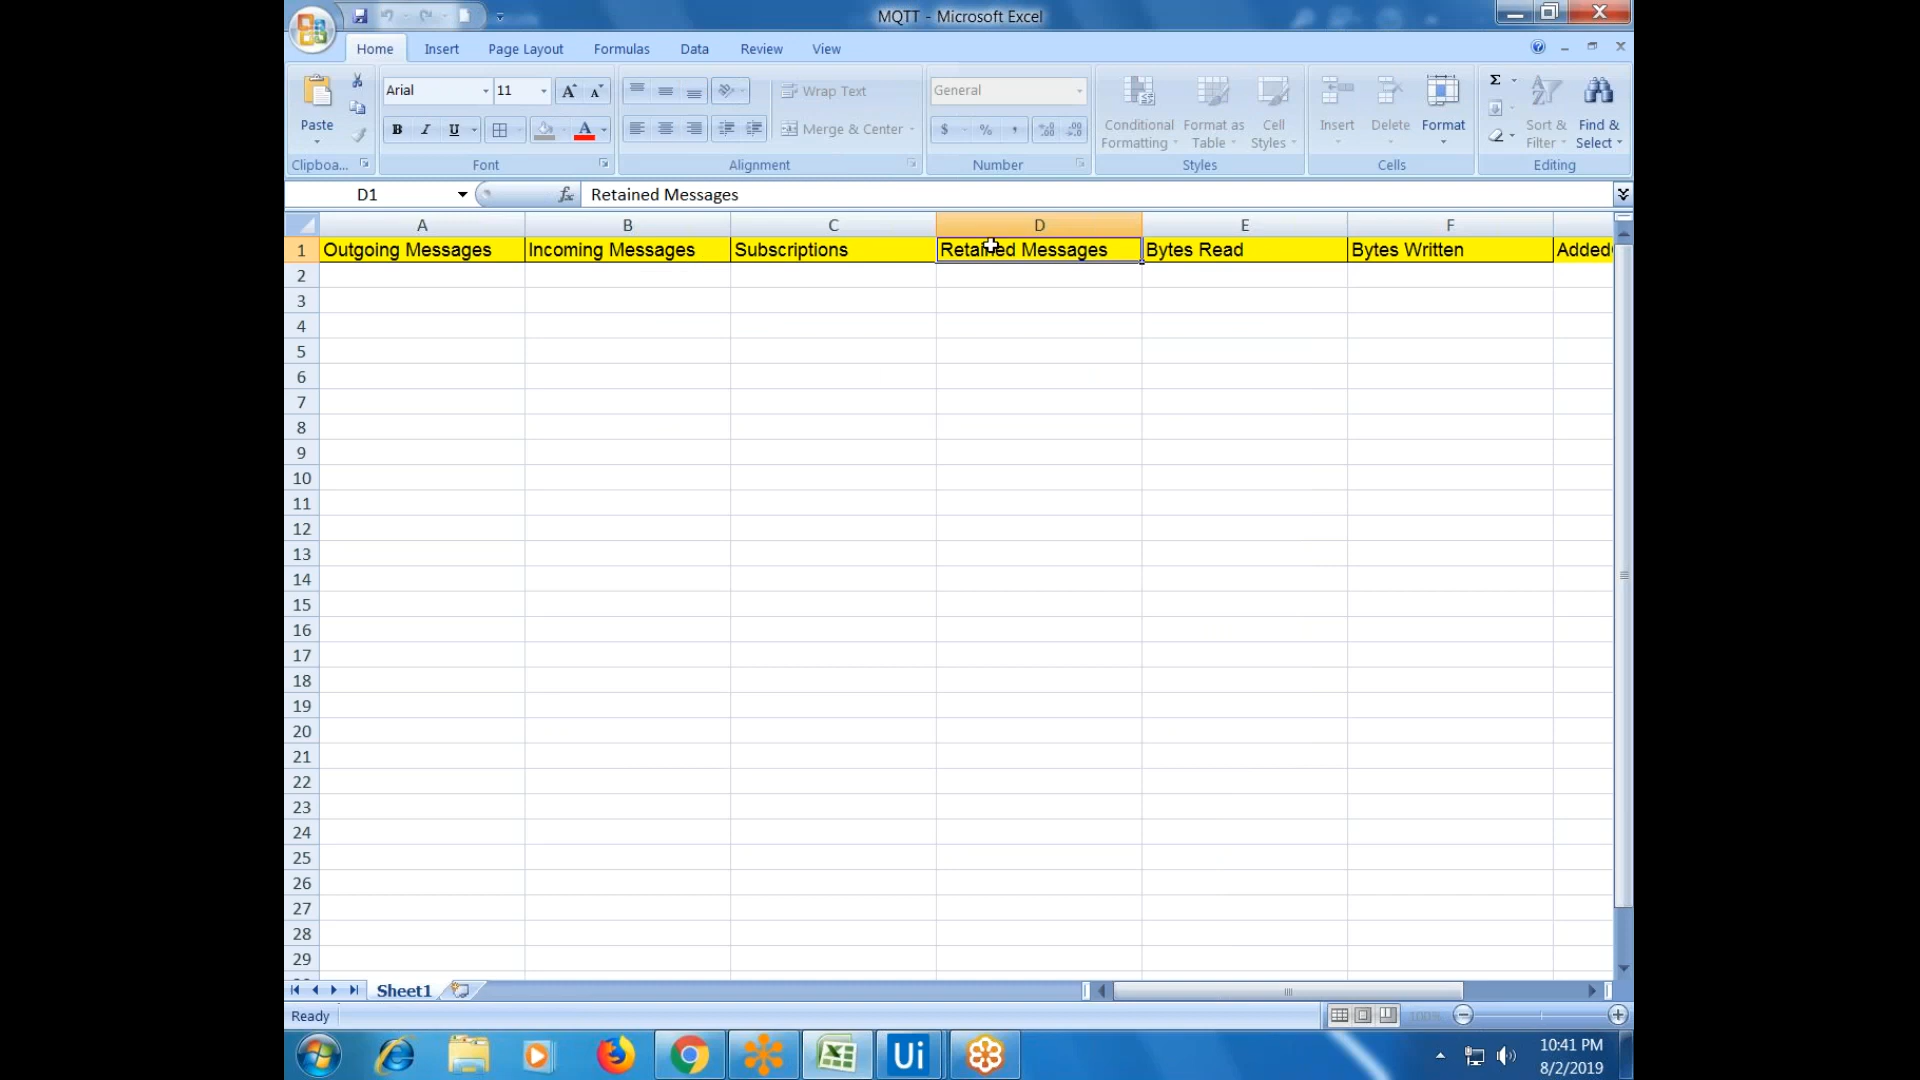 MQTT - Microsoft Excel
Home Insert Page Layout Formulas Data Review View
Paste
Arial 11 A A
B I U A
Wrap Text
Merge & Center
General
$ % ,
Conditional Formatting
Format as Table
Cell Styles
Insert Delete Format
Σ
Sort & Filter
Find & Select
Clipboa... Font Alignment Number Styles Cells Editing
D1 fx Retained Messages
A B C D E F
1 Outgoing Messages Incoming Messages Subscriptions Retained Messages Bytes Read Bytes Written Added
2
3
4
5
6
7
8
9
10
11
12
13
14
15
16
17
18
19
20
21
22
23
24
25
26
27
28
29
Sheet1
Ready 100%
Ui
10:41 PM
8/2/2019